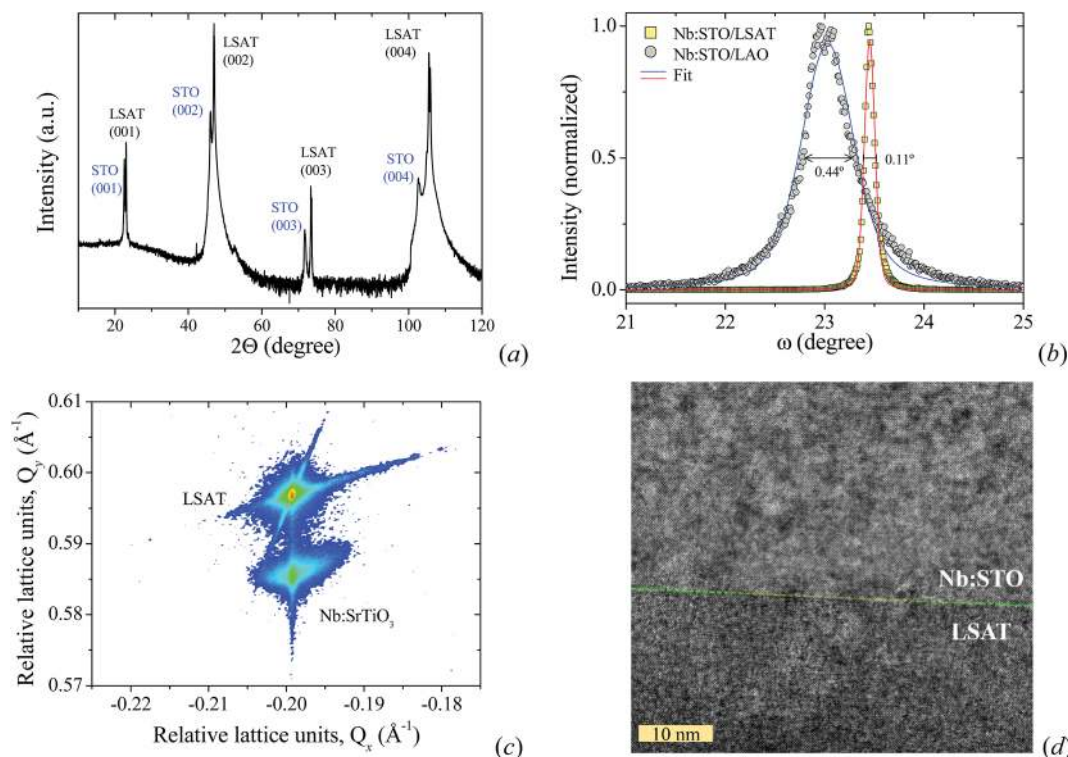 Intensity (a.u.)
STO
(001)
LSAT
(001)
STO
(002)
LSAT
(002)
STO
(003)
LSAT
(003)
STO
(004)
LSAT
(004)
20 40 60 80 100 120
2Θ (degree)
(a)
Intensity (normalized)
1.0
0.5
0.0
Nb:STO/LSAT
Nb:STO/LAO
Fit
0.44°
0.11°
21 22 23 24 25
ω (degree)
(b)
Relative lattice units, Qy (Å-1)
0.61
0.60
0.59
0.58
0.57
LSAT
Nb:SrTiO3
-0.22 -0.21 -0.20 -0.19 -0.18
Relative lattice units, Qx (Å-1)
(c)
Nb:STO
LSAT
10 nm
(d)